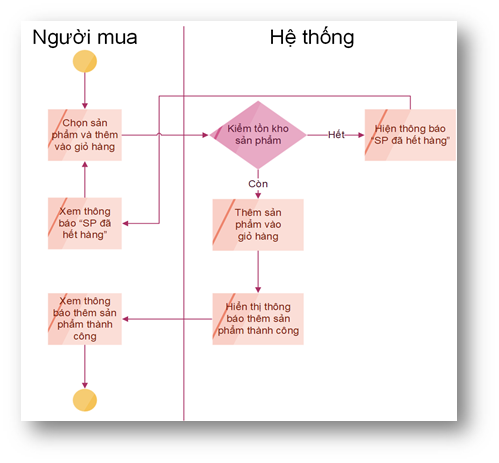 Người mua
Hệ thống
Chọn sản
phẩm và thêm
vào giỏ hàng
Kiểm tồn kho
sản phẩm
Hết
Hiện thông báo
“SP đã hết hàng”
Còn
Xem thông
báo “SP đã
hết hàng”
Thêm sản
phẩm vào
giỏ hàng
Xem thông
báo thêm sản
phẩm thành
công
Hiển thị thông
báo thêm sản
phẩm thành công